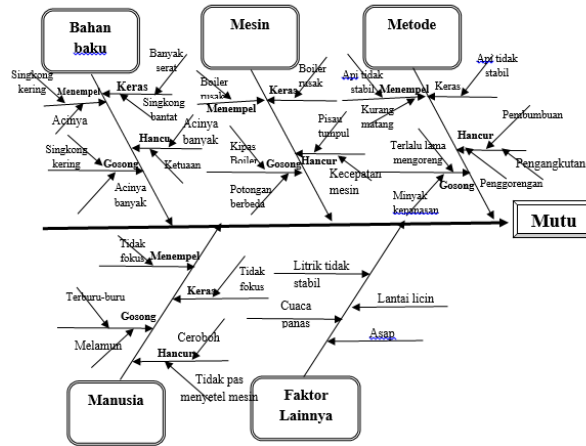 Bahan
baku
Mesin
Metode
Banyak
serat
Singkong
kering
Menempel
Keras
Singkong
bantat
Acinya
Hancur
Acinya
banyak
Singkong
kering
Gosong
Ketuaan
Acinya
banyak
Boiler
rusak
Menempel
Boiler
rusak
Keras
Pisau
tumpul
Kipas
Boiler
Gosong
Hancur
Potongan
berbeda
Kecepatan
mesin
Api tidak
stabil
Menempel
Keras
Api tidak
stabil
Kurang
matang
Pembumbuan
Hancur
Terlalu lama
mengoreng
Pengangkutan
Gosong
Penggorengan
Minyak
kepanasan
Mutu
Tidak
fokus
Menempel
Tidak
fokus
Keras
Terburu-buru
Gosong
Melamun
Ceroboh
Hancur
Tidak pas
menyetel mesin
Manusia
Litrik tidak
stabil
Lantai licin
Cuaca
panas
Asap
Faktor
Lainnya